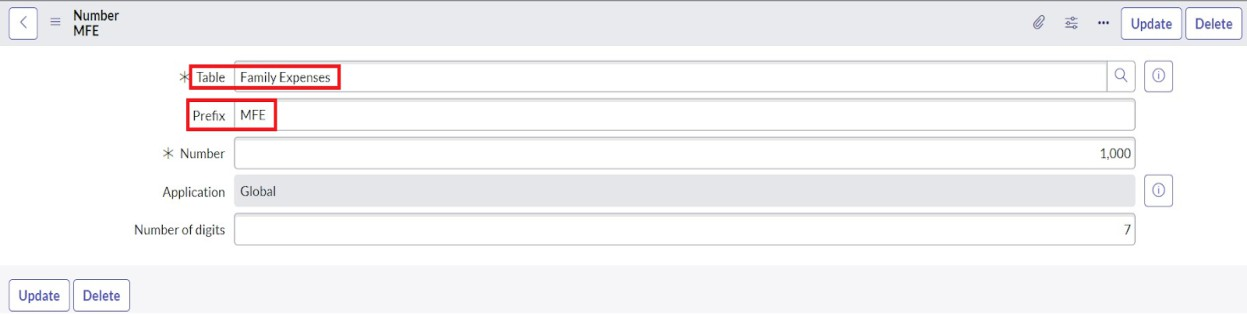 Number
MFE
Update Delete
Table Family Expenses
Prefix MFE
Number 1,000
Application Global
Number of digits 7
Update Delete